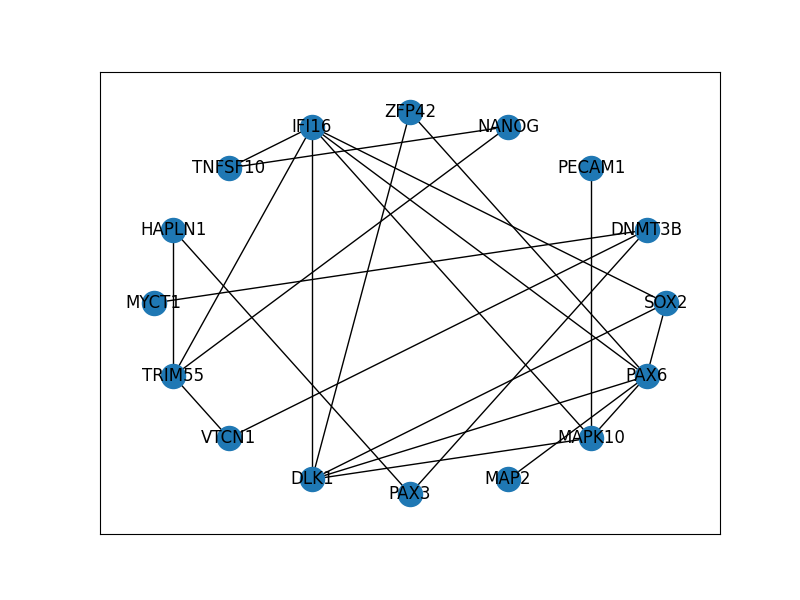 ZFP42
IFI16
NANOG
TNFSF10
PECAM1
HAPLN1
DNMT3B
MYCT1
SOX2
TRIM55
PAX6
VTCN1
MAPK10
DLK1
MAP2
PAX3